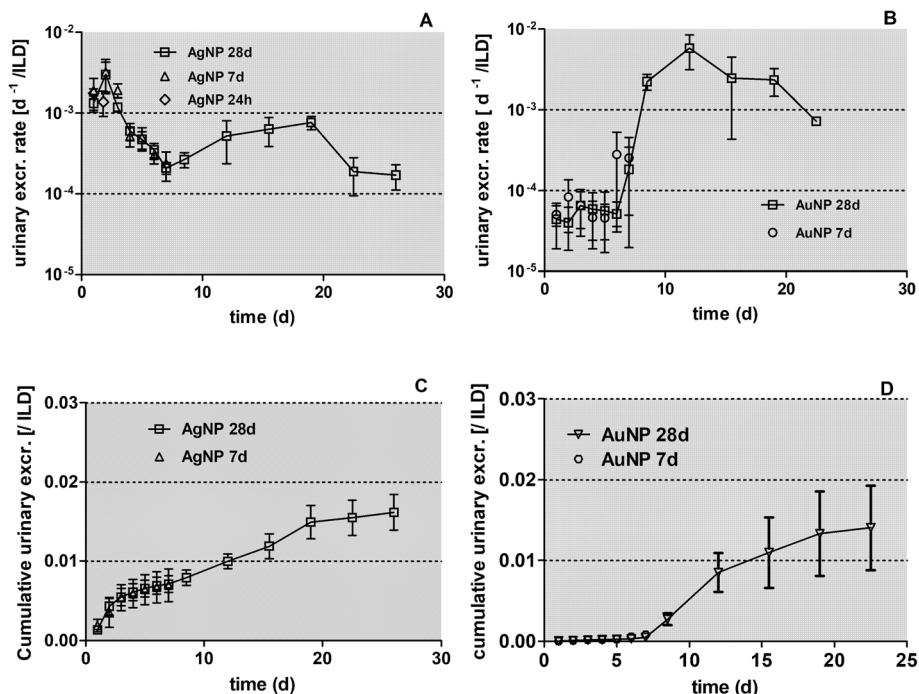 A
urinary excr. rate [d⁻¹/ILD]
10⁻²
10⁻³
10⁻⁴
10⁻⁵
AgNP 28d
AgNP 7d
AgNP 24h
0 10 20 30
time (d)
B
urinary excr. rate [ d⁻¹ /ILD]
10⁻²
10⁻³
10⁻⁴
10⁻⁵
AuNP 28d
AuNP 7d
0 5 10 15 20 25
time (d)
C
Cumulative urinary excr. [/ ILD]
0.03
0.02
0.01
0.00
AgNP 28d
AgNP 7d
0 10 20 30
time (d)
D
cumulative urinary excr. [/ ILD]
0.03
0.02
0.01
0.00
AuNP 28d
AuNP 7d
0 5 10 15 20 25
time (d)